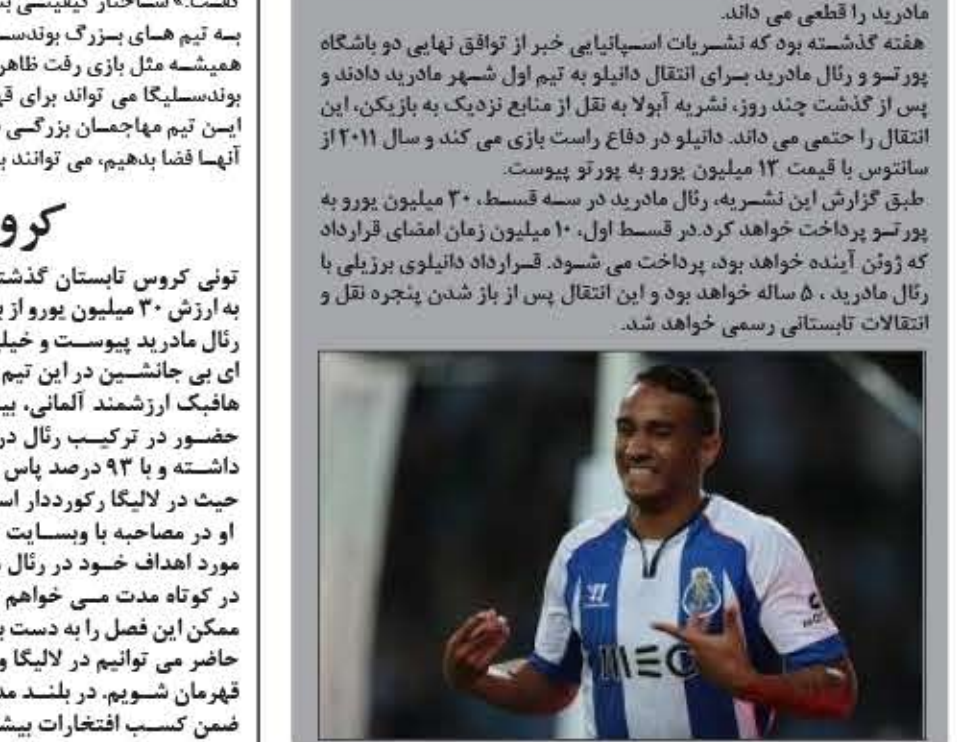 مادرید را قطعی می داند.
هفته گذشته بود که نشریات اسپانیایی خبر از توافق نهایی دو باشگاه
پورتو و رئال مادرید برای انتقال دانیلو به تیم اول شهر مادرید دادند و
پس از گذشت چند روز، نشریه آبولا به نقل از منابع نزدیک به بازیکن، این
انتقال را حتمی می داند. دانیلو در دفاع راست بازی می کند و سال ۲۰۱۱ از
سانتوس با قیمت ۱۳ میلیون یورو به پورتو پیوست.
طبق گزارش این نشریه، رئال مادرید در سه قسط، ۳۰ میلیون یورو به
پورتو پرداخت خواهد کرد.در قسط اول، ۱۰ میلیون زمان امضای قرارداد
که ژوئن آینده خواهد بود، پرداخت می شود. قرارداد دانیلوی برزیلی با
رئال مادرید ، ۵ ساله خواهد بود و این انتقال پس از باز شدن پنجره نقل و
انتقالات تابستانی رسمی خواهد شد.
گفت:» ساختار کیفیتی
به تیم های بزرگ
همیشه مثل بازی رفت
بوندسلیگا می تواند برای
این تیم مهاجمان بزرگی
آنها فضا بدهیم، می توانند
تونی کروس تابستان
به ارزش ۳۰ میلیون یورو از
رئال مادرید پیوست و
ای بی جانشین در این تیم
هافبک ارزشمند آلمانی،
حضور در ترکیب رئال
داشته و با ۹۳ درصد پاس
حیث در لالیگا رکورددار
او در مصاحبه با وبسایت
مورد اهداف خود در رئال
در کوتاه مدت می خواهم
ممکن این فصل را به دست
حاضر می توانیم در لالیگا و
قهرمان شویم. در بلند
ضمن کسب افتخارات